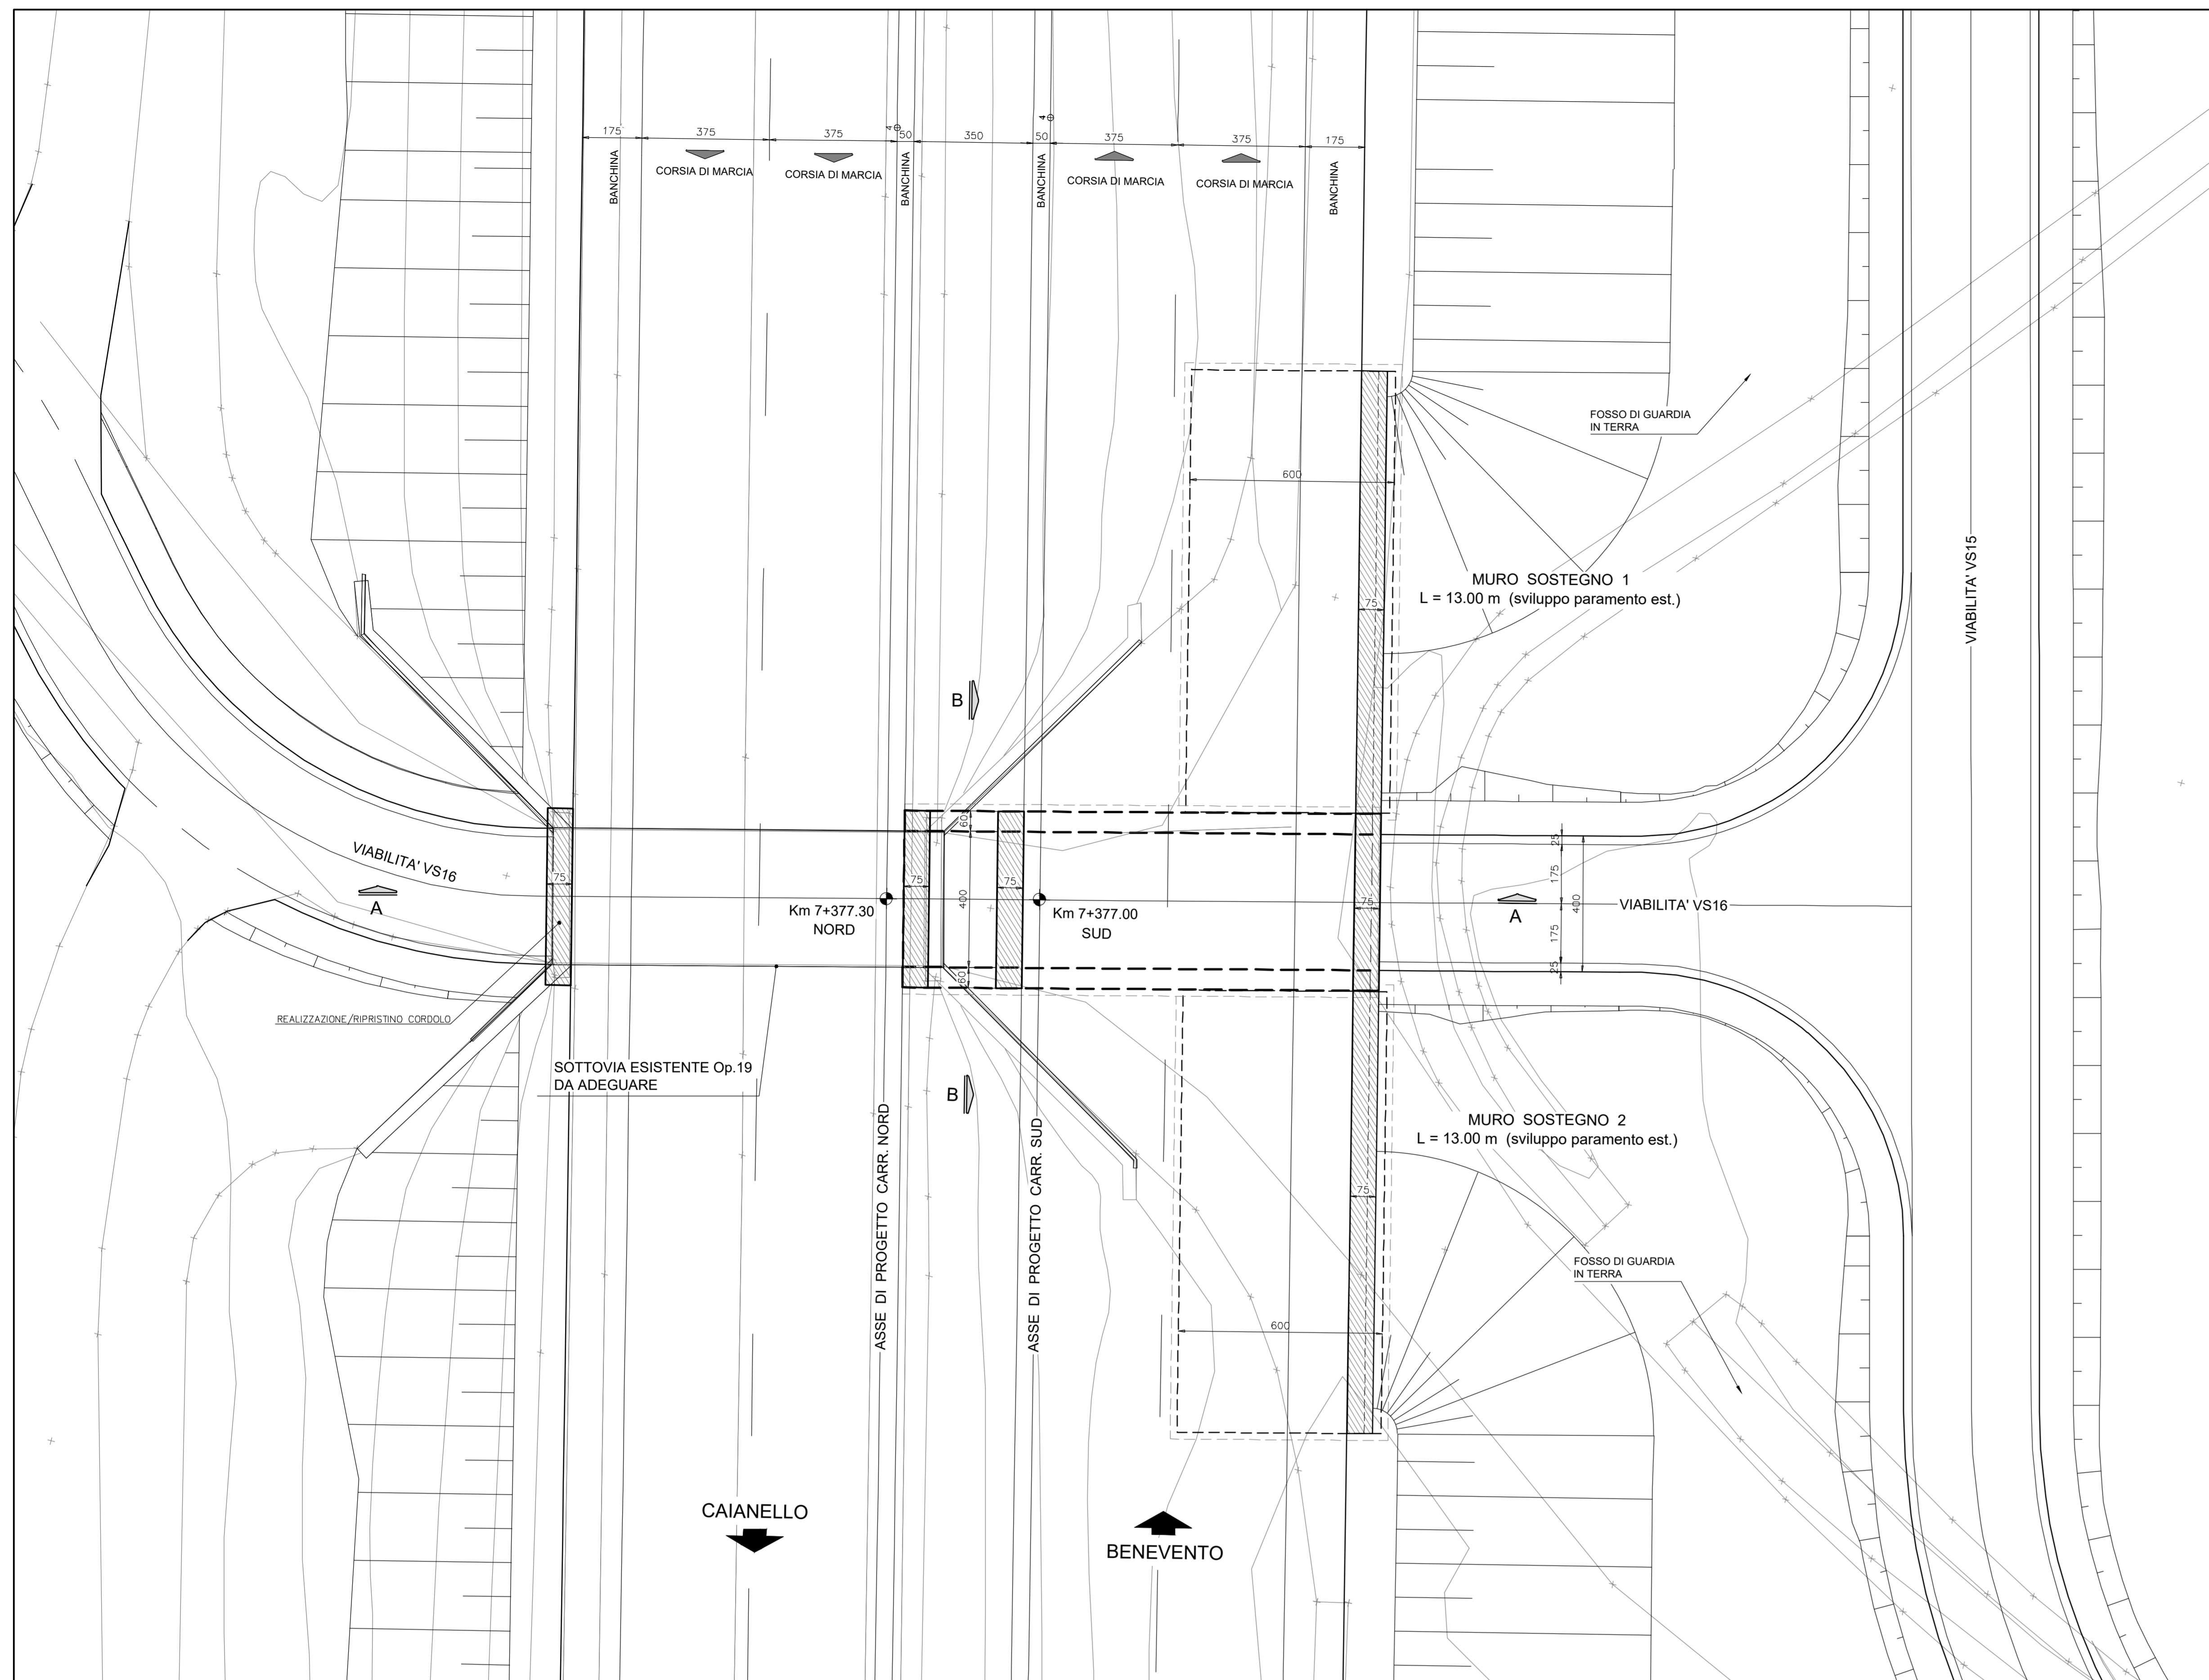 175
375
375
4
50
350
50
4
375
375
175
BANCHINA
CORSIA DI MARCIA
CORSIA DI MARCIA
BANCHINA
BANCHINA
CORSIA DI MARCIA
CORSIA DI MARCIA
BANCHINA
FOSSO DI GUARDIA
IN TERRA
600
MURO SOSTEGNO 1
L = 13.00 m (sviluppo paramento est.)
75
VIABILITA' VS15
B
60
25
VIABILITA' VS16
A
75
75
75
400
Km 7+377.30
NORD
Km 7+377.00
SUD
75
175
400
175
25
A
VIABILITA' VS16
60
REALIZZAZIONE/RIPRISTINO CORDOLO
SOTTOVIA ESISTENTE Op.19
DA ADEGUARE
B
MURO SOSTEGNO 2
L = 13.00 m (sviluppo paramento est.)
75
ASSE DI PROGETTO CARR. NORD
ASSE DI PROGETTO CARR. SUD
FOSSO DI GUARDIA
IN TERRA
600
CAIANELLO
BENEVENTO